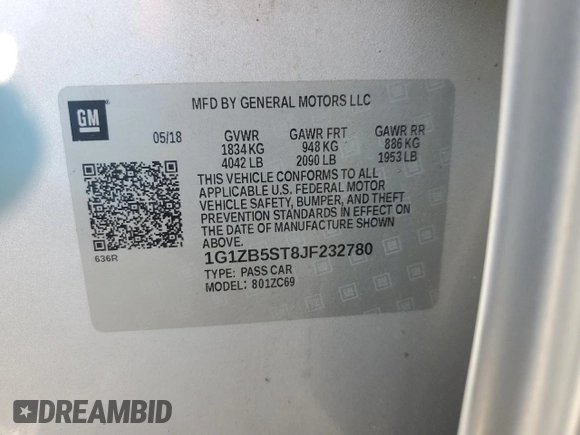 GM
MFD BY GENERAL MOTORS LLC
05/18 GVWR GAWR FRT GAWR RR
1834 KG 948 KG 886 KG
4042 LB 2090 LB 1953 LB
THIS VEHICLE CONFORMS TO ALL
APPLICABLE U.S. FEDERAL MOTOR
VEHICLE SAFETY, BUMPER, AND THEFT
PREVENTION STANDARDS IN EFFECT ON
THE DATE OF MANUFACTURE SHOWN
ABOVE.
636R
1G1ZB5ST8JF232780
TYPE: PASS CAR
MODEL: 801ZC69
DREAMBID